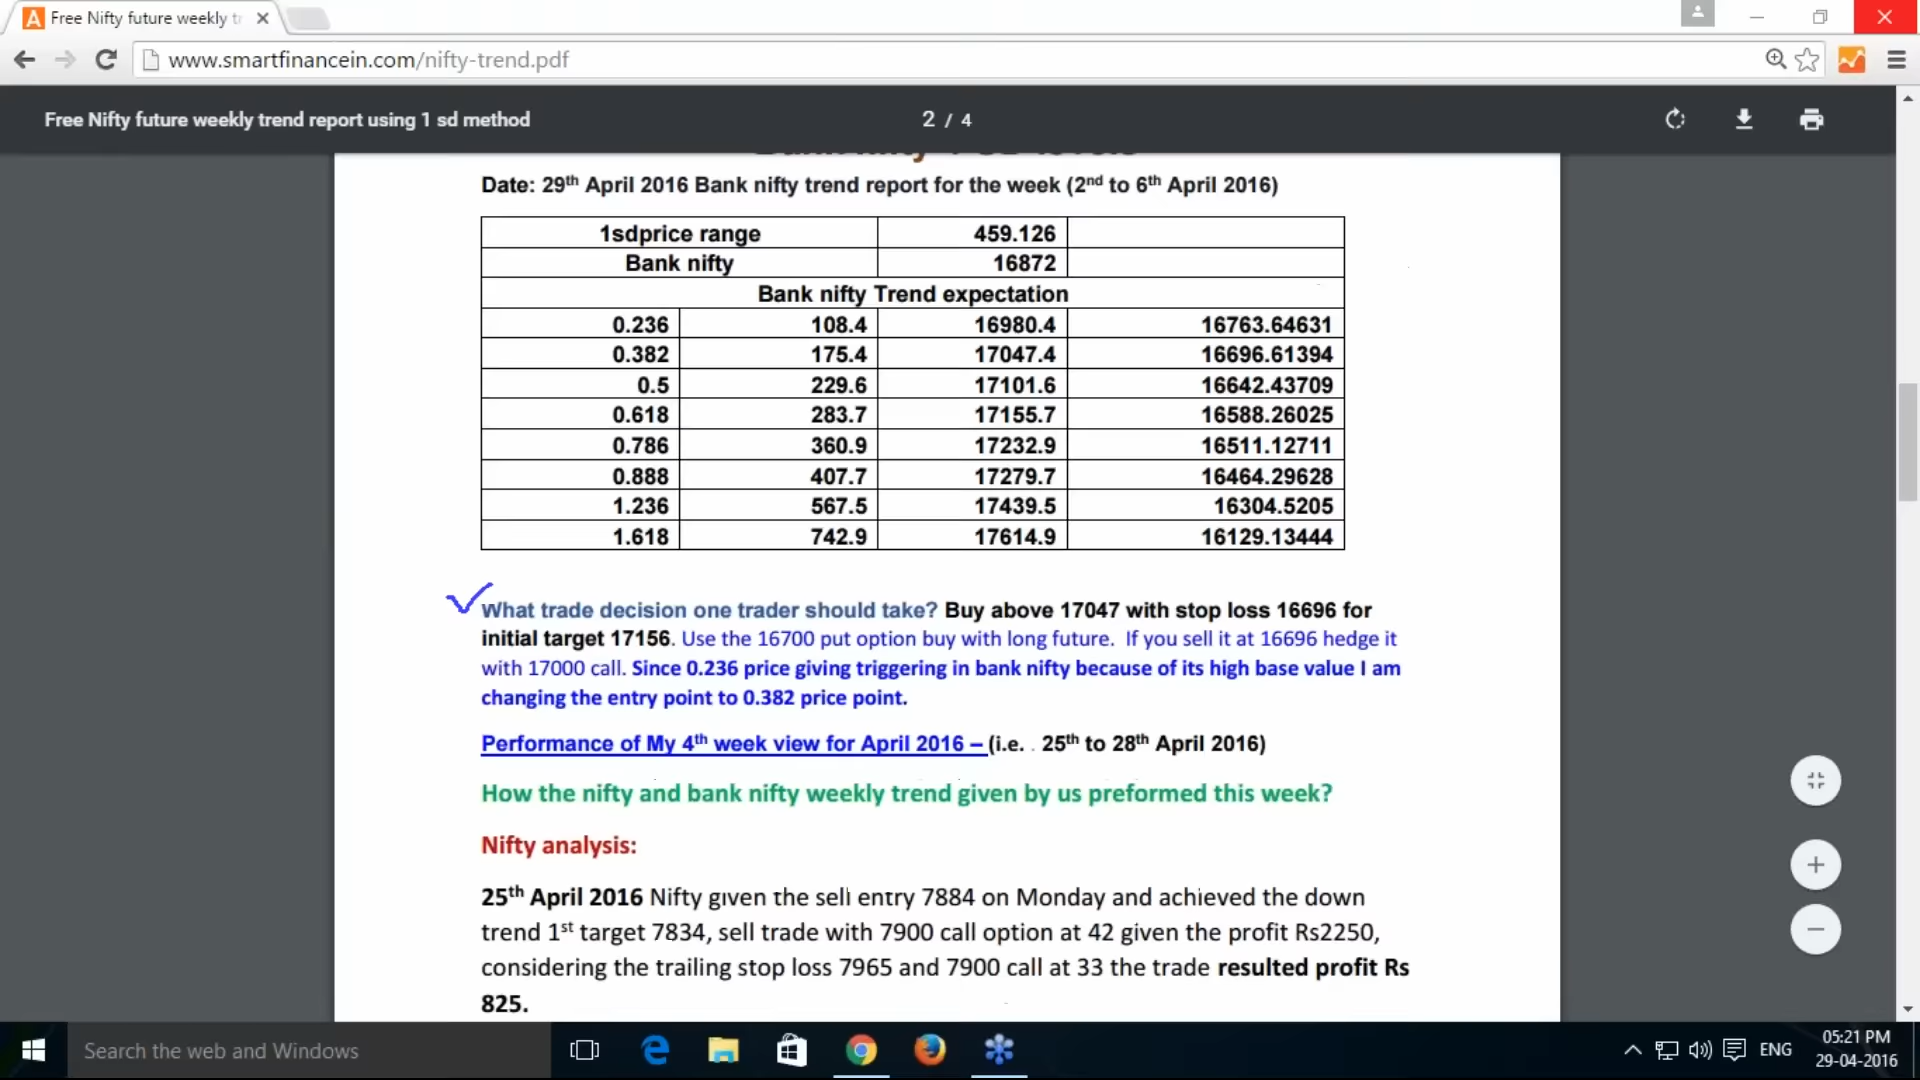 Free Nifty future weekly tr
www.smartfinancein.com/nifty-trend.pdf
Free Nifty future weekly trend report using 1 sd method
2 / 4
Date: 29th April 2016 Bank nifty trend report for the week (2nd to 6th April 2016)
1sdprice range 459.126
Bank nifty 16872
Bank nifty Trend expectation
0.236 108.4 16980.4 16763.64631
0.382 175.4 17047.4 16696.61394
0.5 229.6 17101.6 16642.43709
0.618 283.7 17155.7 16588.26025
0.786 360.9 17232.9 16511.12711
0.888 407.7 17279.7 16464.29628
1.236 567.5 17439.5 16304.5205
1.618 742.9 17614.9 16129.13444
What trade decision one trader should take? Buy above 17047 with stop loss 16696 for
initial target 17156. Use the 16700 put option buy with long future. If you sell it at 16696 hedge it
with 17000 call. Since 0.236 price giving triggering in bank nifty because of its high base value I am
changing the entry point to 0.382 price point.
Performance of My 4th week view for April 2016 – (i.e. . 25th to 28th April 2016)
How the nifty and bank nifty weekly trend given by us preformed this week?
Nifty analysis:
25th April 2016 Nifty given the sell entry 7884 on Monday and achieved the down
trend 1st target 7834, sell trade with 7900 call option at 42 given the profit Rs2250,
considering the trailing stop loss 7965 and 7900 call at 33 the trade resulted profit Rs
825.
Search the web and Windows
ENG
05:21 PM
29-04-2016